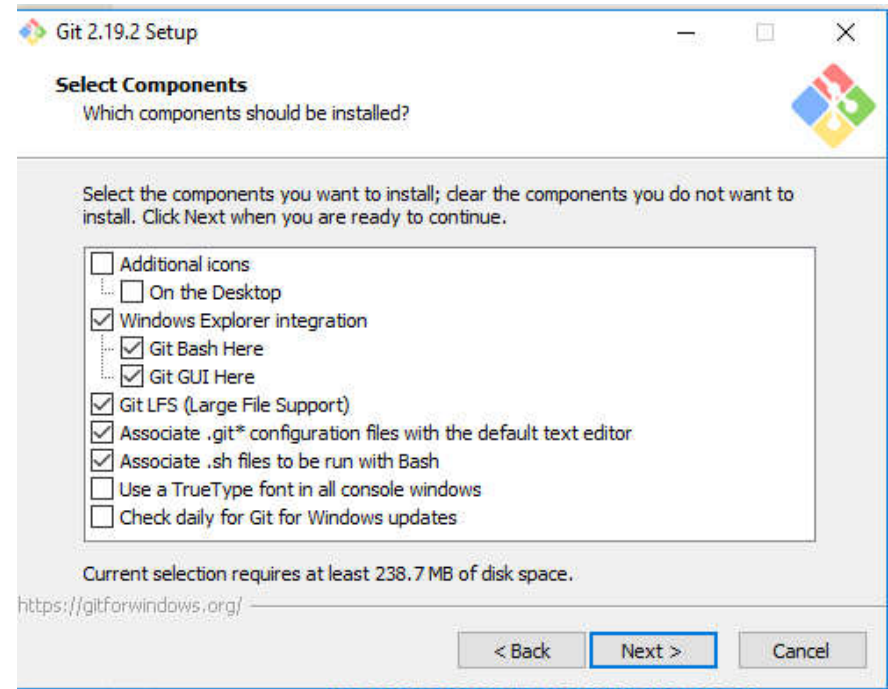 Git 2.19.2 Setup
Select Components
Which components should be installed?
Select the components you want to install; clear the components you do not want to
install. Click Next when you are ready to continue.
Additional icons
On the Desktop
Windows Explorer integration
Git Bash Here
Git GUI Here
Git LFS (Large File Support)
Associate .git* configuration files with the default text editor
Associate .sh files to be run with Bash
Use a TrueType font in all console windows
Check daily for Git for Windows updates
Current selection requires at least 238.7 MB of disk space.
https://gitforwindows.org/
< Back Next > Cancel